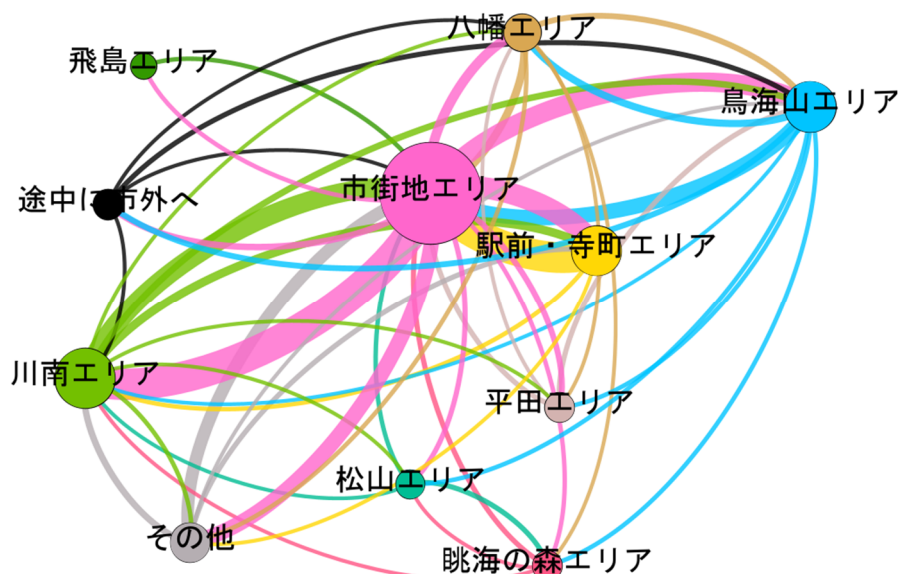 八幡エリア
飛島エリア
鳥海山エリア
市街地エリア
途中に市外へ
駅前・寺町エリア
川南エリア
平田エリア
松山エリア
その他
眺海の森エリア